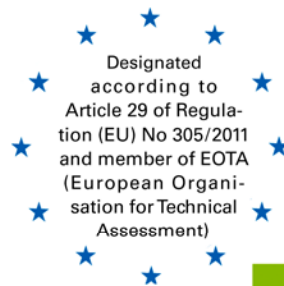 Designated
according to
Article 29 of Regula-
tion (EU) No 305/2011
and member of EOTA
(European Organi-
sation for Technical
Assessment)